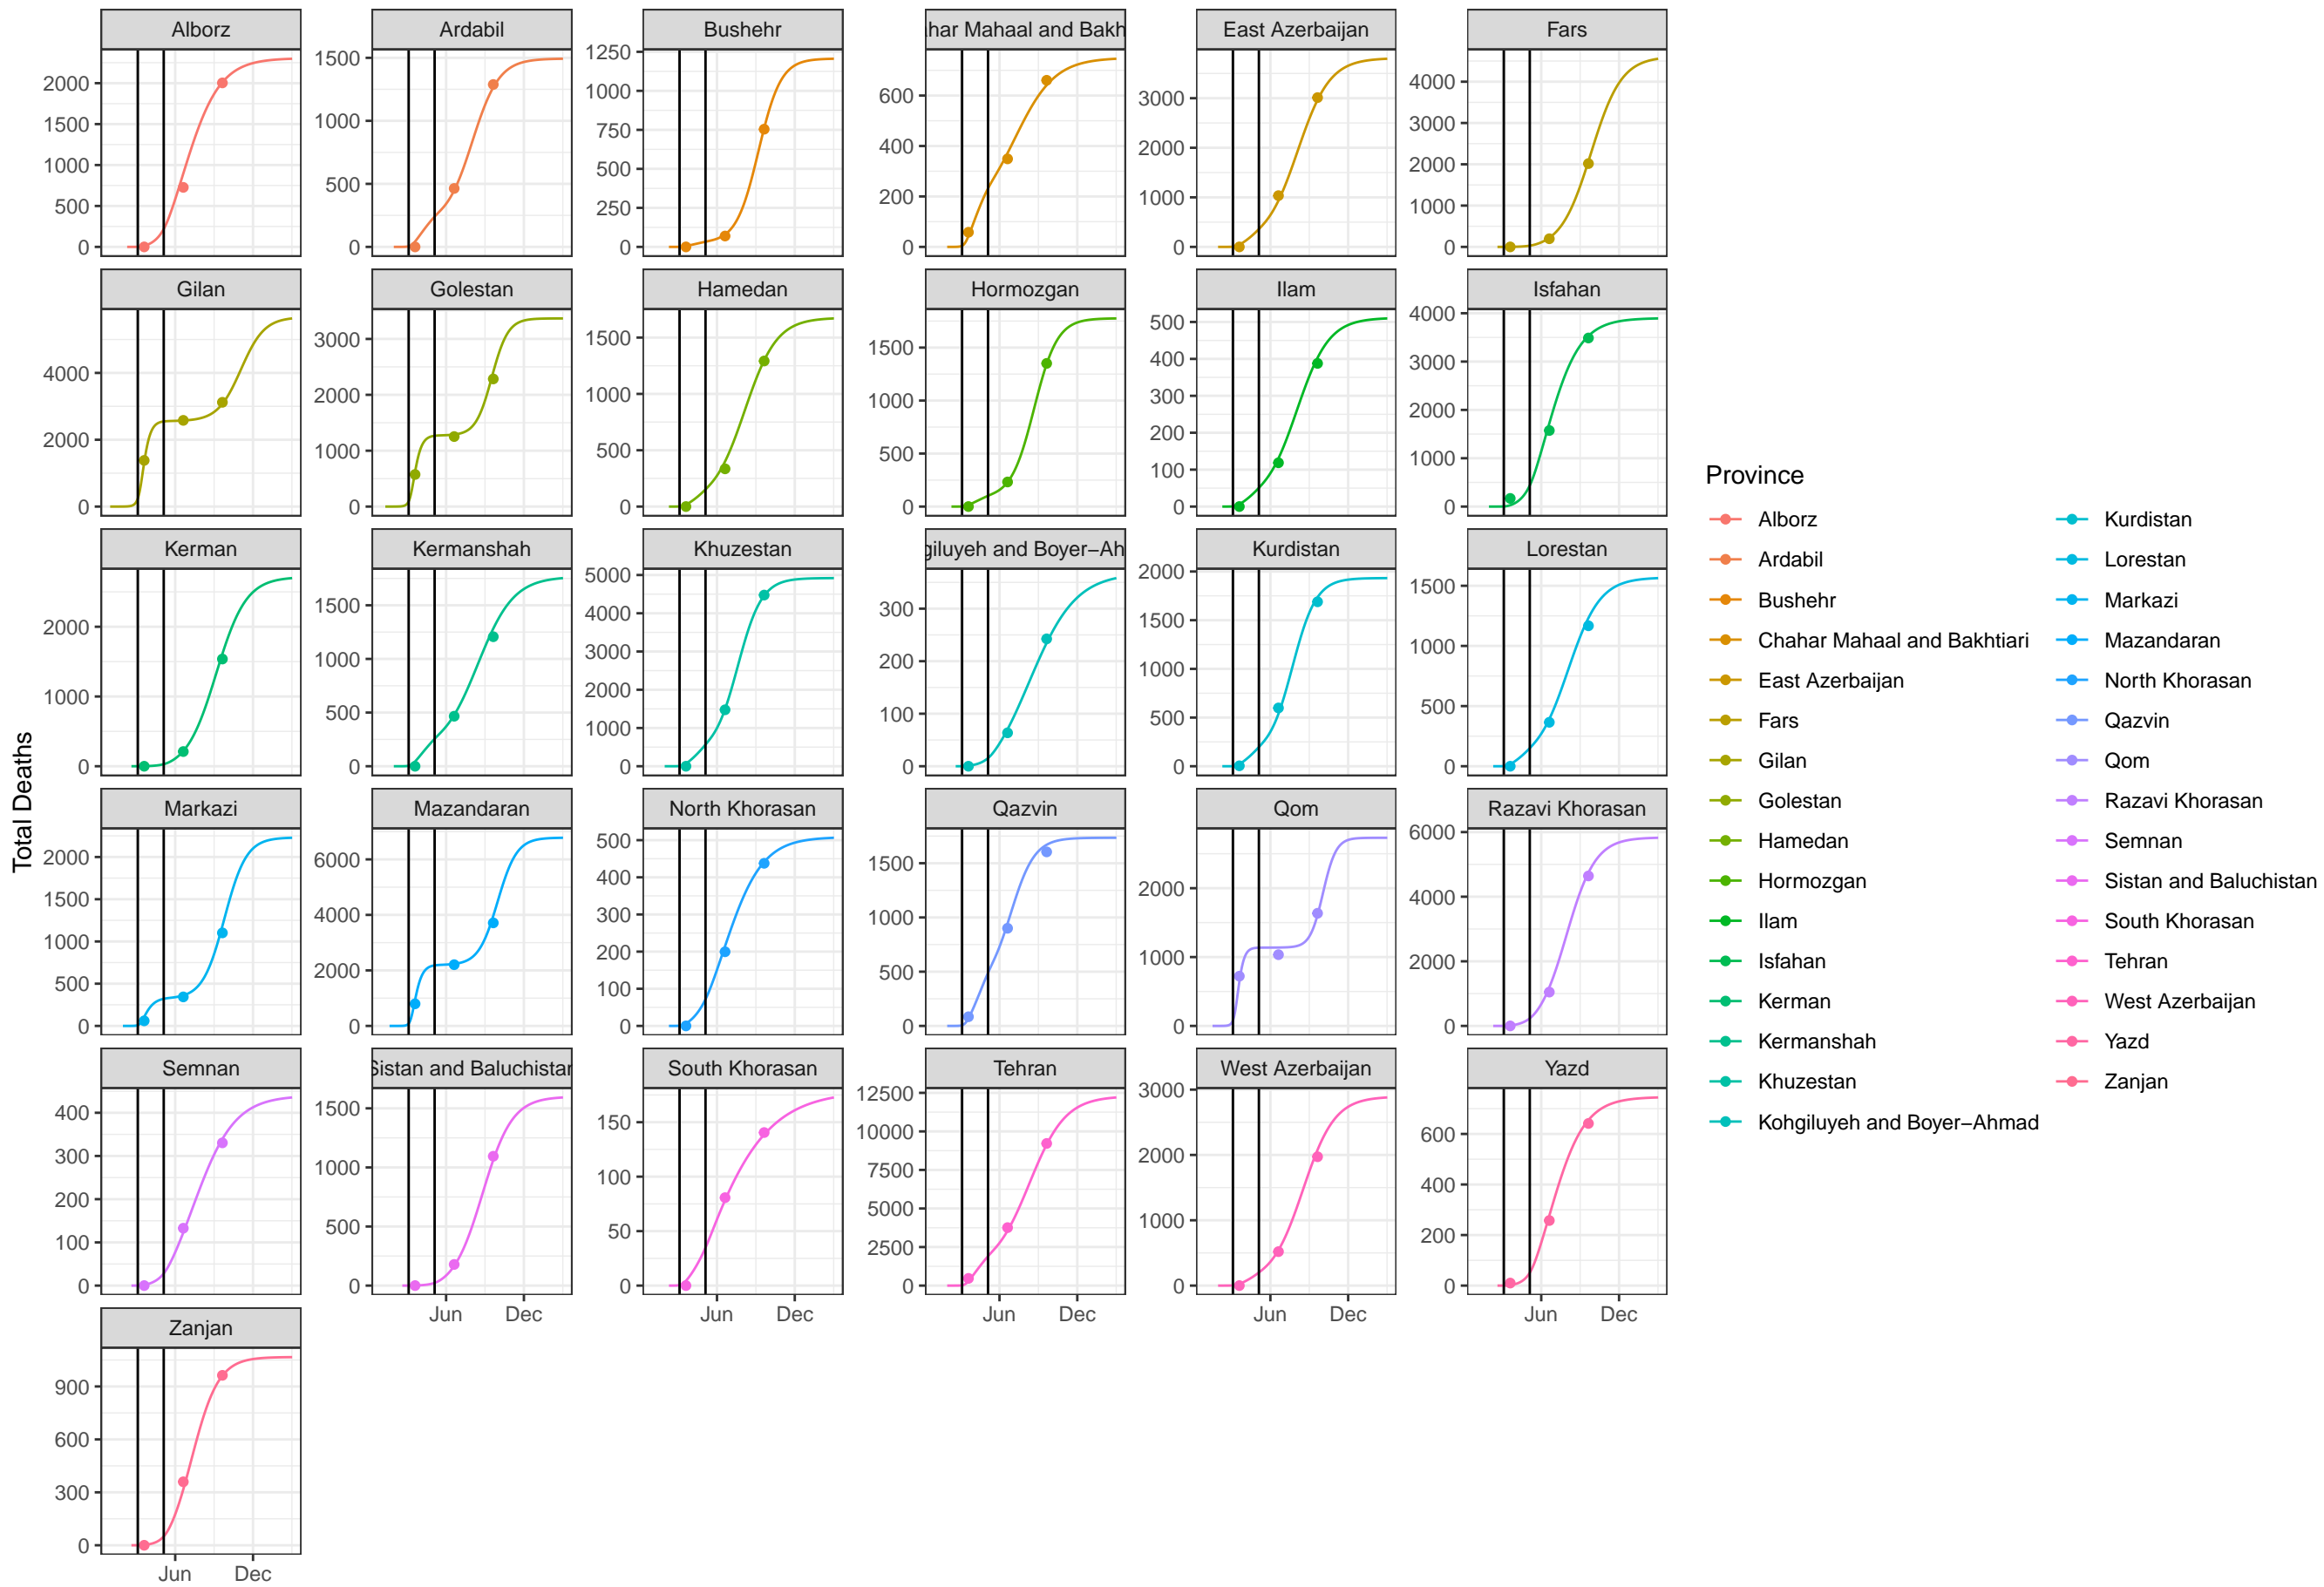 Total Deaths
Alborz
2000
1500
1000
500
0
Ardabil
1500
1000
500
0
Bushehr
1250
1000
750
500
250
0
har Mahaal and Bakh
600
400
200
0
East Azerbaijan
3000
2000
1000
0
Fars
4000
3000
2000
1000
0
Gilan
4000
2000
0
Golestan
3000
2000
1000
0
Hamedan
1500
1000
500
0
Hormozgan
1500
1000
500
0
Ilam
500
400
300
200
100
0
Isfahan
4000
3000
2000
1000
0
Kerman
2000
1000
0
Kermanshah
1500
1000
500
0
Khuzestan
5000
4000
3000
2000
1000
0
giluyeh and Boyer−Ah
300
200
100
0
Kurdistan
2000
1500
1000
500
0
Lorestan
1500
1000
500
0
Markazi
2000
1500
1000
500
0
Mazandaran
6000
4000
2000
0
North Khorasan
500
400
300
200
100
0
Qazvin
1500
1000
500
0
Qom
2000
1000
0
Razavi Khorasan
6000
4000
2000
0
Semnan
400
300
200
100
0
Sistan and Baluchistan
1500
1000
500
0
Jun Dec
South Khorasan
150
100
50
0
Jun Dec
Tehran
12500
10000
7500
5000
2500
0
Jun Dec
West Azerbaijan
3000
2000
1000
0
Jun Dec
Yazd
600
400
200
0
Jun Dec
Zanjan
900
600
300
0
Jun Dec
Province
Alborz
Ardabil
Bushehr
Chahar Mahaal and Bakhtiari
East Azerbaijan
Fars
Gilan
Golestan
Hamedan
Hormozgan
Ilam
Isfahan
Kerman
Kermanshah
Khuzestan
Kohgiluyeh and Boyer−Ahmad
Kurdistan
Lorestan
Markazi
Mazandaran
North Khorasan
Qazvin
Qom
Razavi Khorasan
Semnan
Sistan and Baluchistan
South Khorasan
Tehran
West Azerbaijan
Yazd
Zanjan